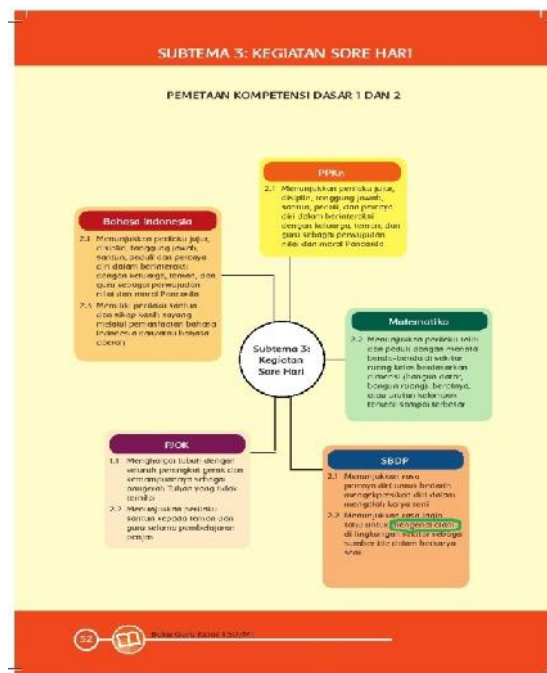 SUBTEMA 3: KEGIATAN SORE HARI
PEMETAAN KOMPETENSI DASAR 1 DAN 2
PPKn
2.1 Menunjukkan perilaku jujur,
disiplin, tanggung jawab,
santun, peduli, dan percaya
diri dalam berinteraksi
dengan keluarga, teman, dan
guru sebagai perwujudan
nilai dan moral Pancasila
Bahasa Indonesia
2.1 Menunjukkan perilaku jujur,
disiplin, tanggung jawab,
santun, peduli dan percaya
diri dalam berinteraksi
dengan keluarga, teman, dan
guru sebagai perwujudan
nilai dan moral Pancasila
2.3 Memiliki perilaku santun
dan sikap kasih sayang
melalui pemanfaatan bahasa
Indonesia dan/atau bahasa
daerah
Subtema 3:
Kegiatan
Sore Hari
Matematika
2.2 Menunjukkan perilaku teliti
dan peduli dengan menata
benda-benda di sekitar
ruang kelas berdasarkan
dimensi (bangun datar,
bangun ruang), beratnya,
atau urutan kelompok
terkecil sampai terbesar
PJOK
1.1 Menghargai tubuh dengan
seluruh perangkat gerak dan
kemampuannya sebagai
anugerah Tuhan yang tidak
ternilai
2.2 Menunjukkan perilaku
santun kepada teman dan
guru selama pembelajaran
penjas
SBDP
2.1 Menunjukkan rasa
percaya diri untuk berlatih
mengekspresikan diri dalam
mengolah karya seni
2.2 Menunjukkan rasa ingin
tahu untuk mengenal alam
di lingkungan sekitar sebagai
sumber ide dalam berkarya
seni
52
Buku Guru Kelas I SD/MI